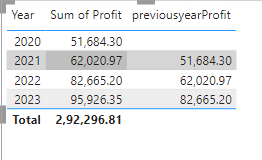 Year Sum of Profit previousyearProfit
2020 51,684.30
2021 62,020.97 51,684.30
2022 82,665.20 62,020.97
2023 95,926.35 82,665.20
Total 2,92,296.81